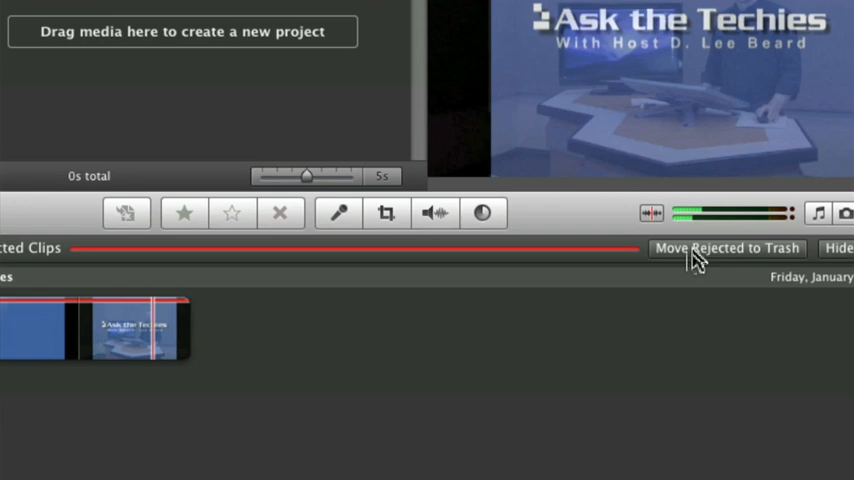 Drag media here to create a new project
Ask the Techies
With Host D. Lee Beard
0s total
5s
ted Clips
Move Rejected to Trash
Hide
es
Friday, January
Ask the Techies